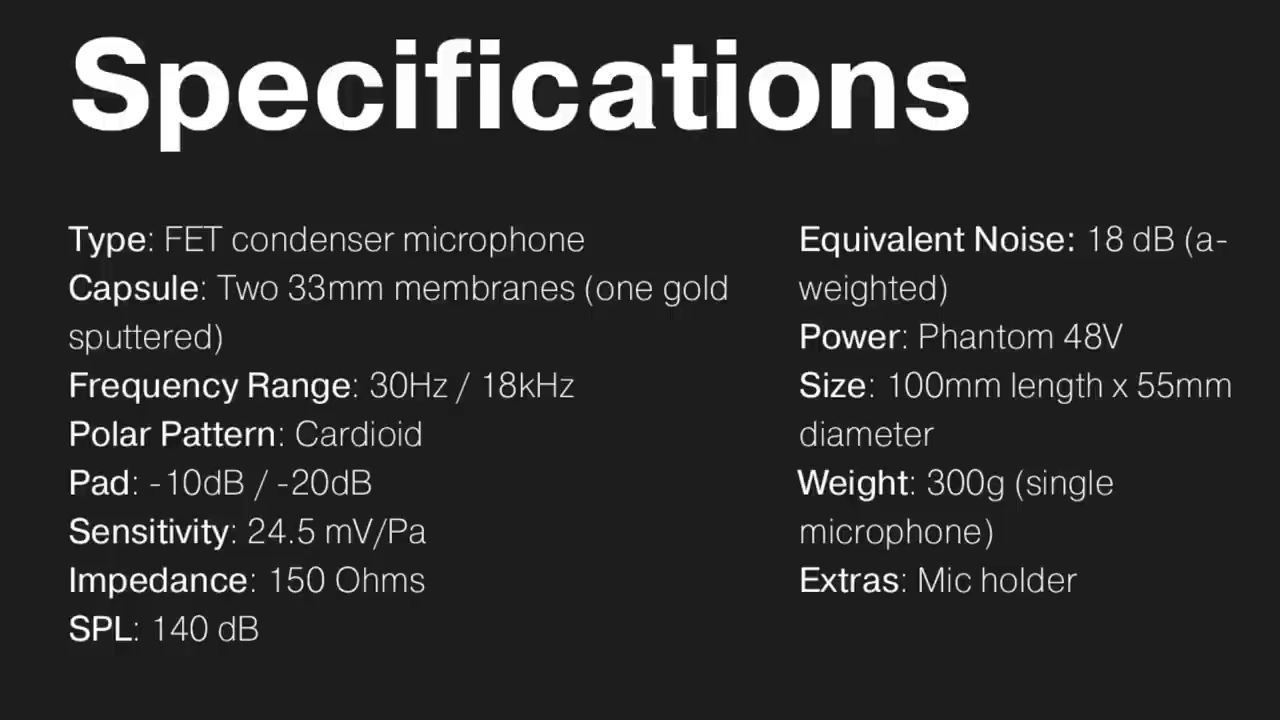 Specifications
Type: FET condenser microphone
Capsule: Two 33mm membranes (one gold
sputtered)
Frequency Range: 30Hz / 18kHz
Polar Pattern: Cardioid
Pad: -10dB / -20dB
Sensitivity: 24.5 mV/Pa
Impedance: 150 Ohms
SPL: 140 dB
Equivalent Noise: 18 dB (a-
weighted)
Power: Phantom 48V
Size: 100mm length x 55mm
diameter
Weight: 300g (single
microphone)
Extras: Mic holder